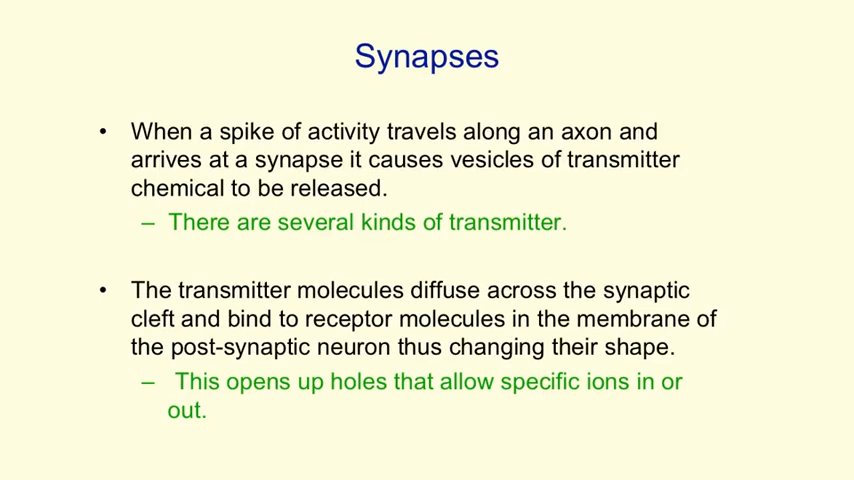 Synapses
• When a spike of activity travels along an axon and
arrives at a synapse it causes vesicles of transmitter
chemical to be released.
– There are several kinds of transmitter.
• The transmitter molecules diffuse across the synaptic
cleft and bind to receptor molecules in the membrane of
the post-synaptic neuron thus changing their shape.
– This opens up holes that allow specific ions in or
out.